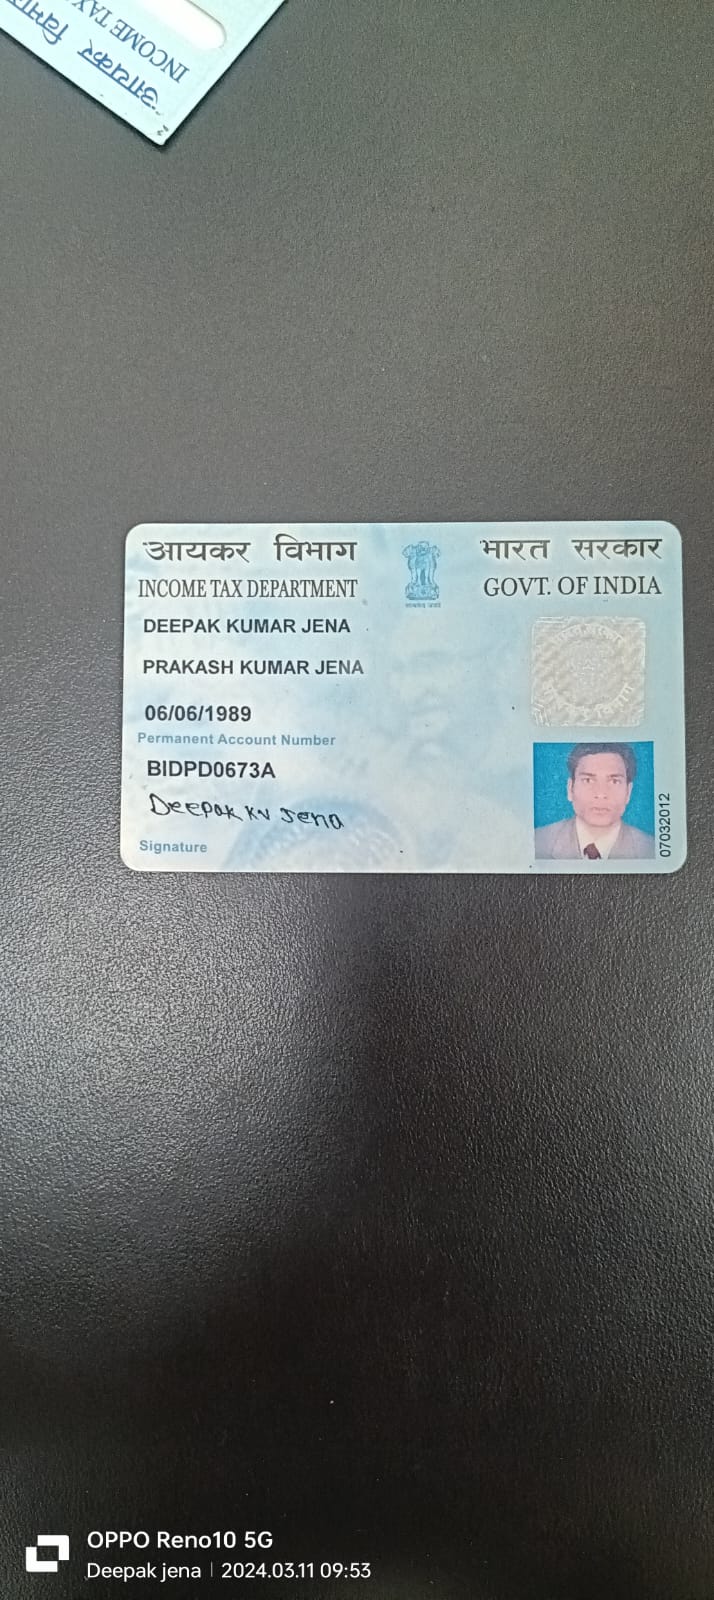 आयकर विभाग
INCOME TAX
आयकर विभाग
INCOME TAX DEPARTMENT
सत्यमेव जयते
भारत सरकार
GOVT. OF INDIA
DEEPAK KUMAR JENA
PRAKASH KUMAR JENA
06/06/1989
Permanent Account Number
BIDPD0673A
Deepak Ku Jena
Signature
07032012
OPPO Reno10 5G
Deepak jena | 2024.03.11 09:53